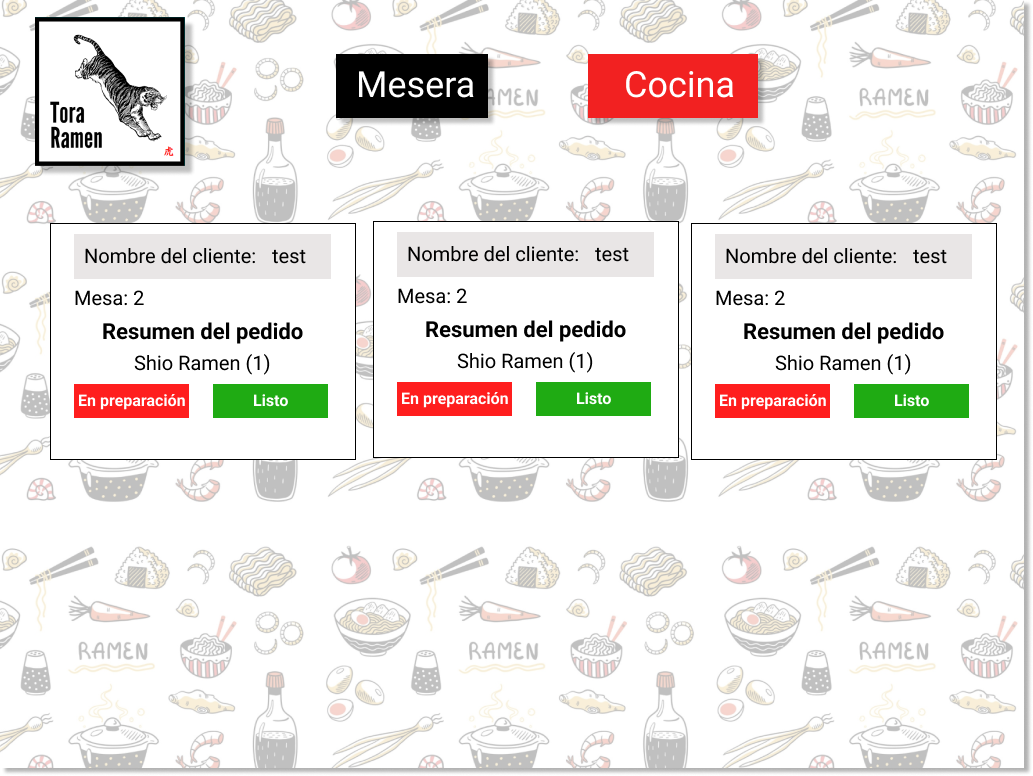 Tora
Ramen
虎
Mesera
Cocina
RAMEN
RAMEN
Nombre del cliente: test
Mesa: 2
Resumen del pedido
Shio Ramen (1)
En preparación
Listo
Nombre del cliente: test
Mesa: 2
Resumen del pedido
Shio Ramen (1)
En preparación
Listo
Nombre del cliente: test
Mesa: 2
Resumen del pedido
Shio Ramen (1)
En preparación
Listo
RAMEN
RAMEN
RAMEN